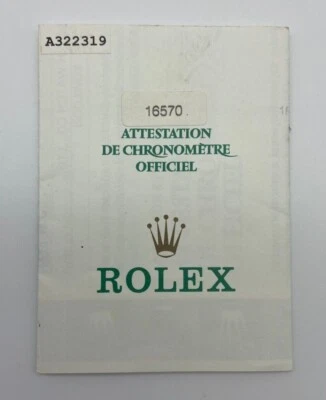 A322319
16570
ATTESTATION
DE CHRONOMÈTRE
OFFICIEL
ROLEX